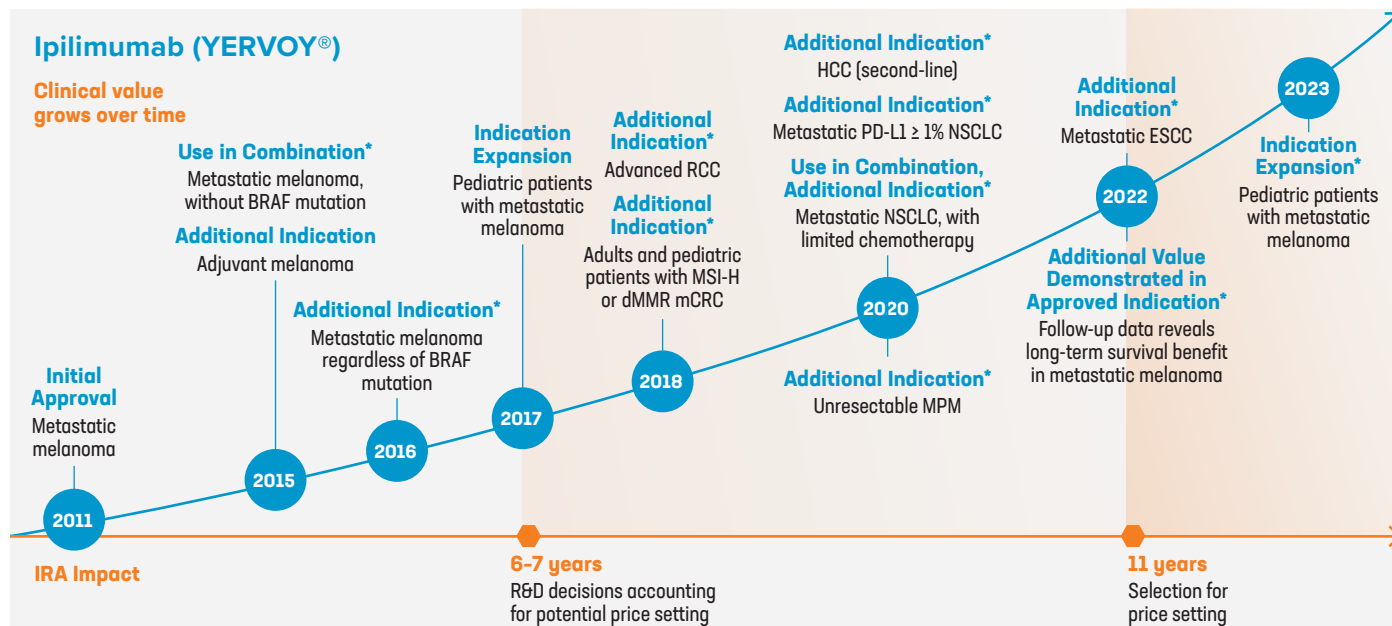 Ipilimumab (YERVOY®)
Clinical value
grows over time
Initial
Approval
Metastatic
melanoma
2011
Use in Combination*
Metastatic melanoma,
without BRAF mutation
Additional Indication
Adjuvant melanoma
2015
Additional Indication*
Metastatic melanoma
regardless of BRAF
mutation
2016
Indication
Expansion
Pediatric patients
with metastatic
melanoma
2017
Additional
Indication*
Advanced RCC
Additional
Indication*
Adults and pediatric
patients with MSI-H
or dMMR mCRC
2018
Additional Indication*
HCC (second-line)
Additional Indication*
Metastatic PD-L1 ≥ 1% NSCLC
Use in Combination,
Additional Indication*
Metastatic NSCLC, with
limited chemotherapy
2020
Additional Indication*
Unresectable MPM
Additional
Indication*
Metastatic ESCC
2022
Additional Value
Demonstrated in
Approved Indication*
Follow-up data reveals
long-term survival benefit
in metastatic melanoma
2023
Indication
Expansion*
Pediatric patients
with metastatic
melanoma
IRA Impact
6-7 years
R&D decisions accounting
for potential price setting
11 years
Selection for
price setting